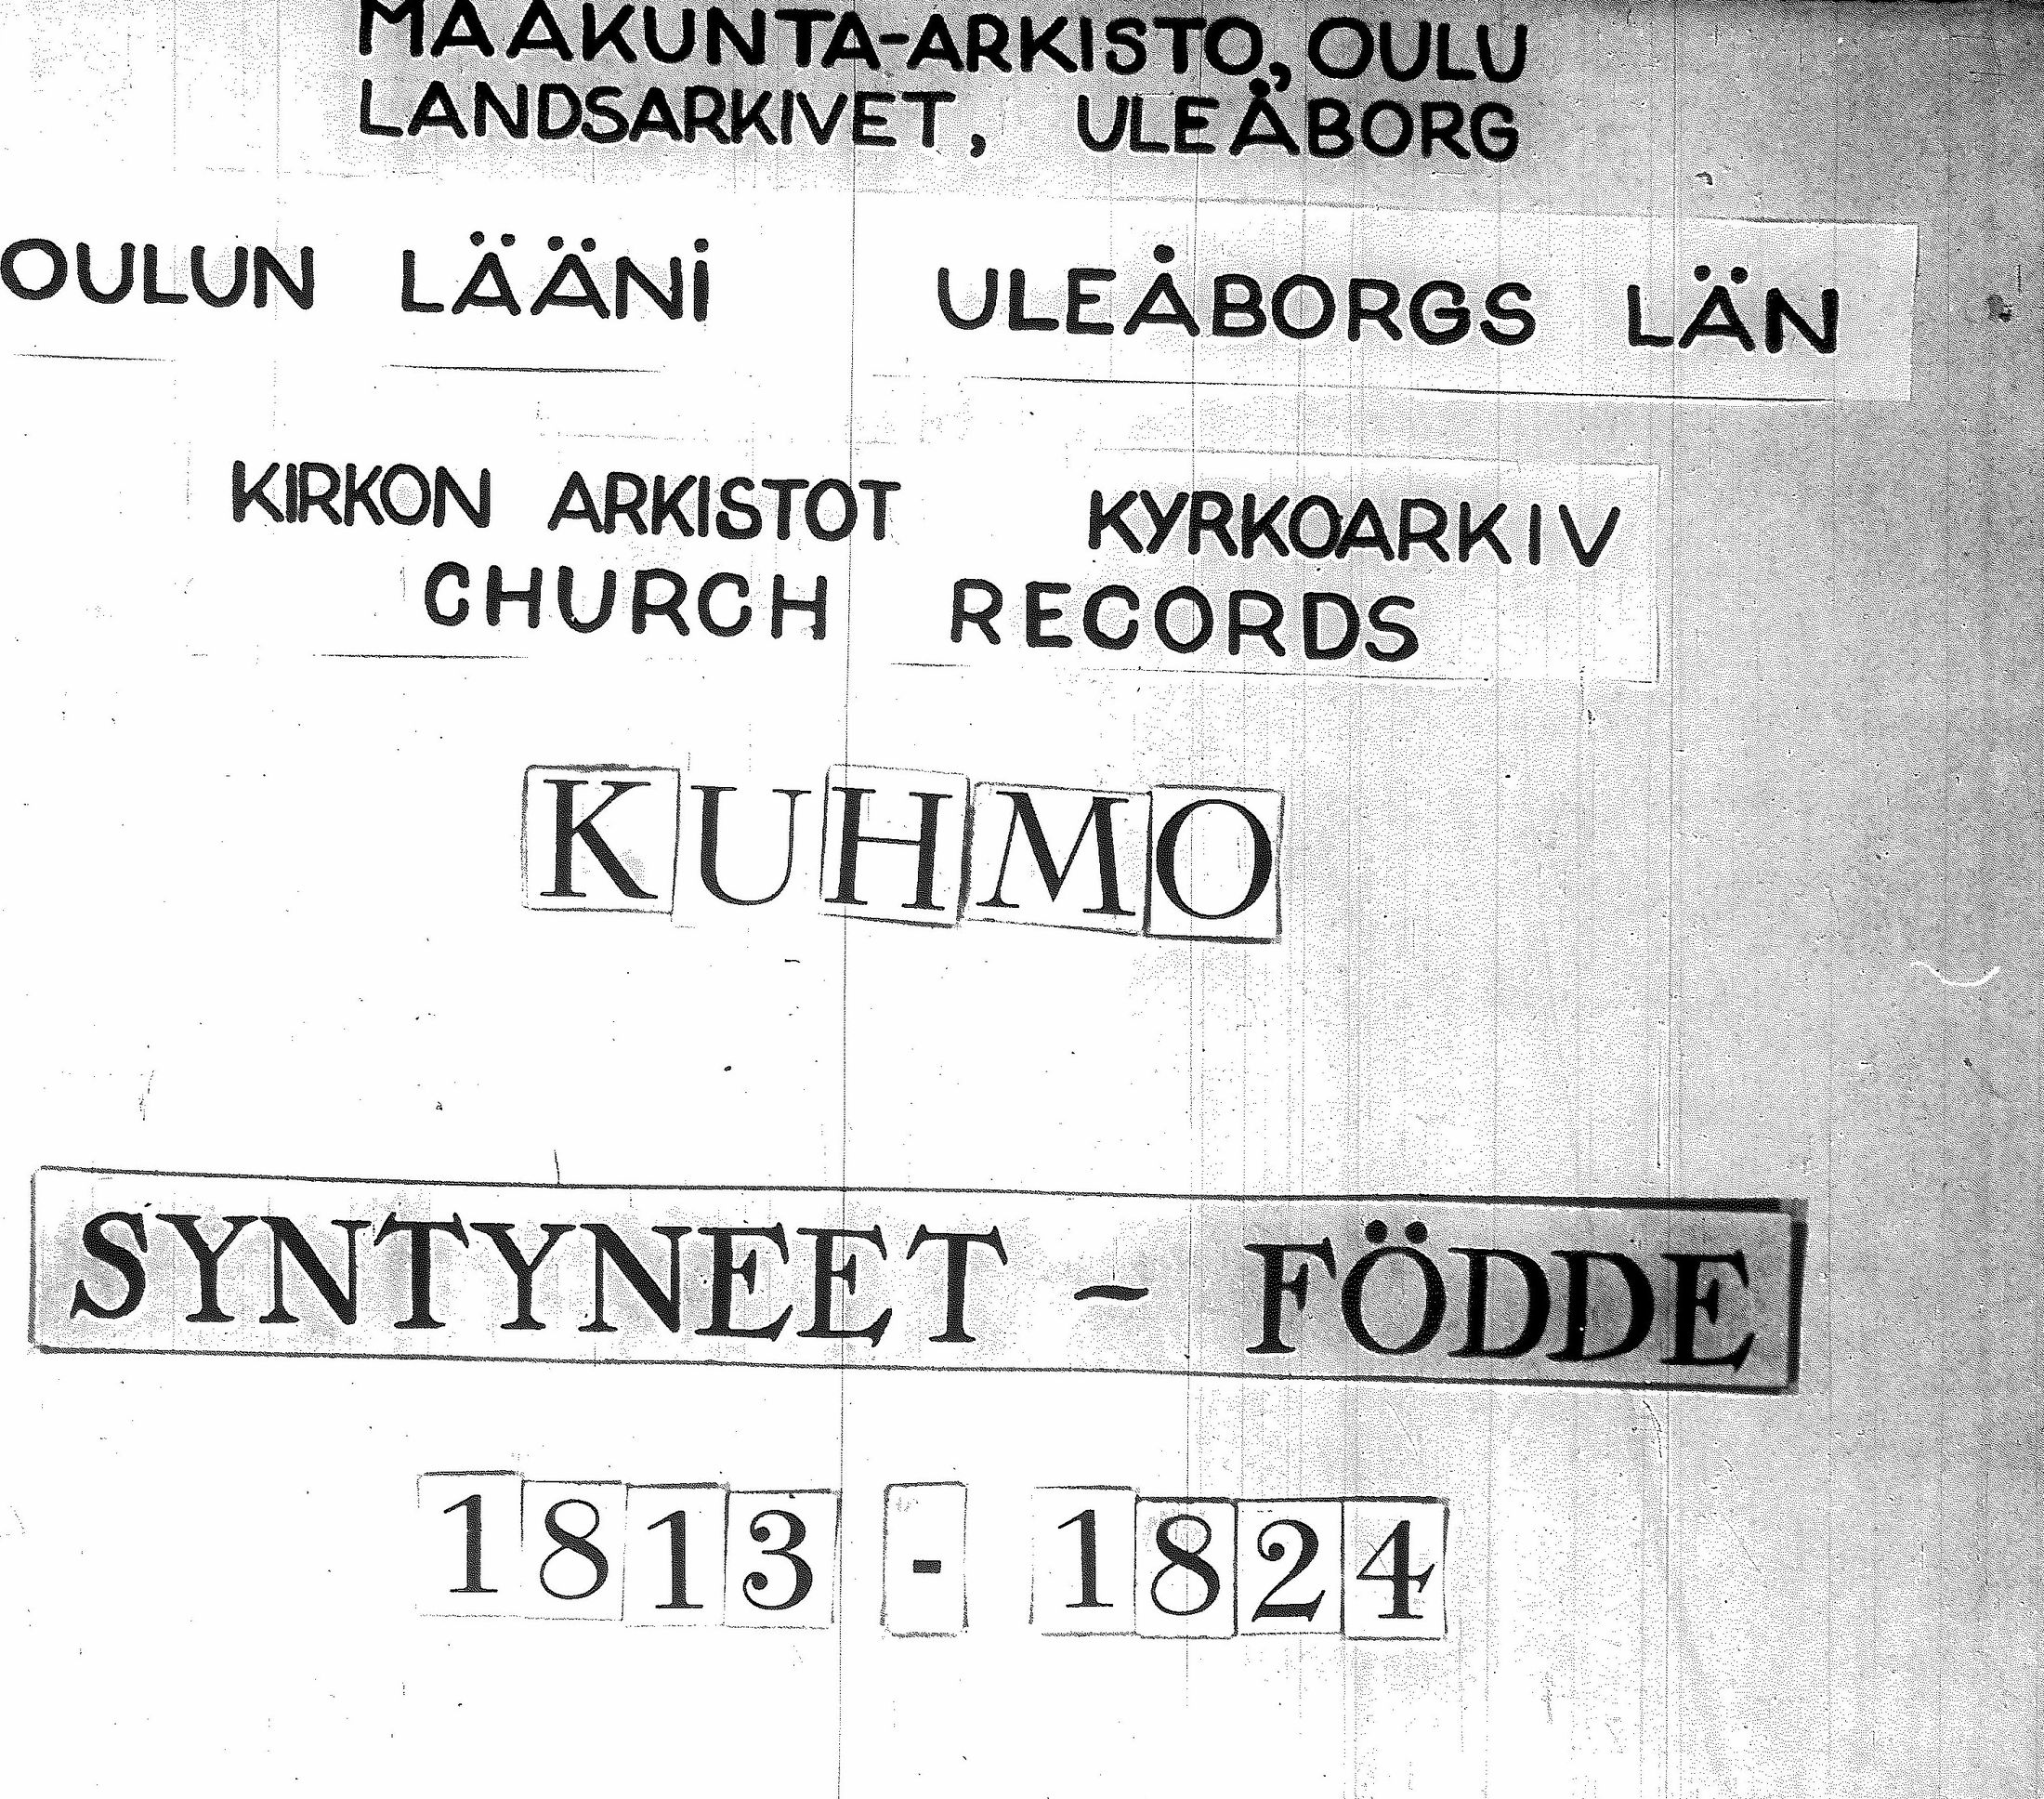 MAAKUNTA-ARKISTO, OULU
LANDSARKIVET, ULEÅBORG
OULUN LÄÄNI ULEÅBORGS LÄN
KIRKON ARKISTOT KYRKOARKIV
CHURCH RECORDS
KUHMO
SYNTYNEET - FÖDDE
1813 - 1824